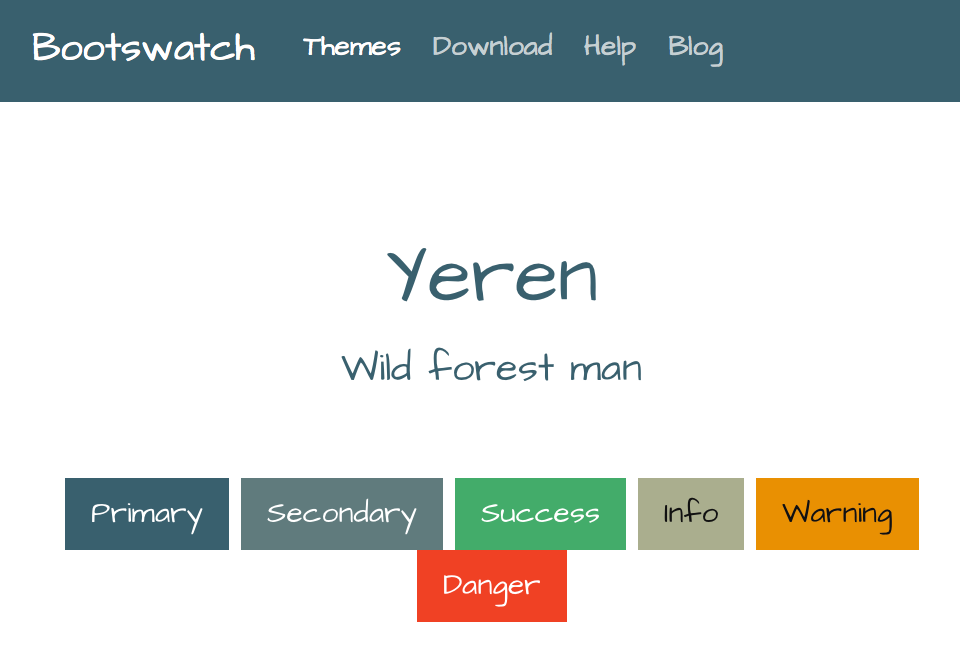 Bootswatch Themes Download Help Blog
Yeren
Wild forest man
Primary Secondary Success Info Warning
Danger